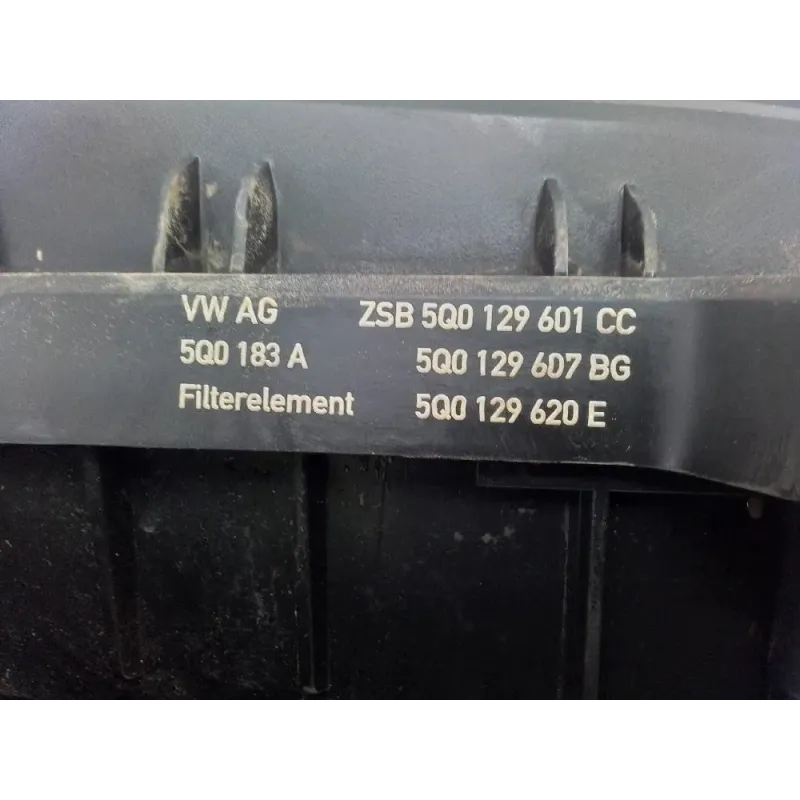 VW AG ZSB 5Q0 129 601 CC
5Q0 183 A 5Q0 129 607 BG
Filterelement 5Q0 129 620 E